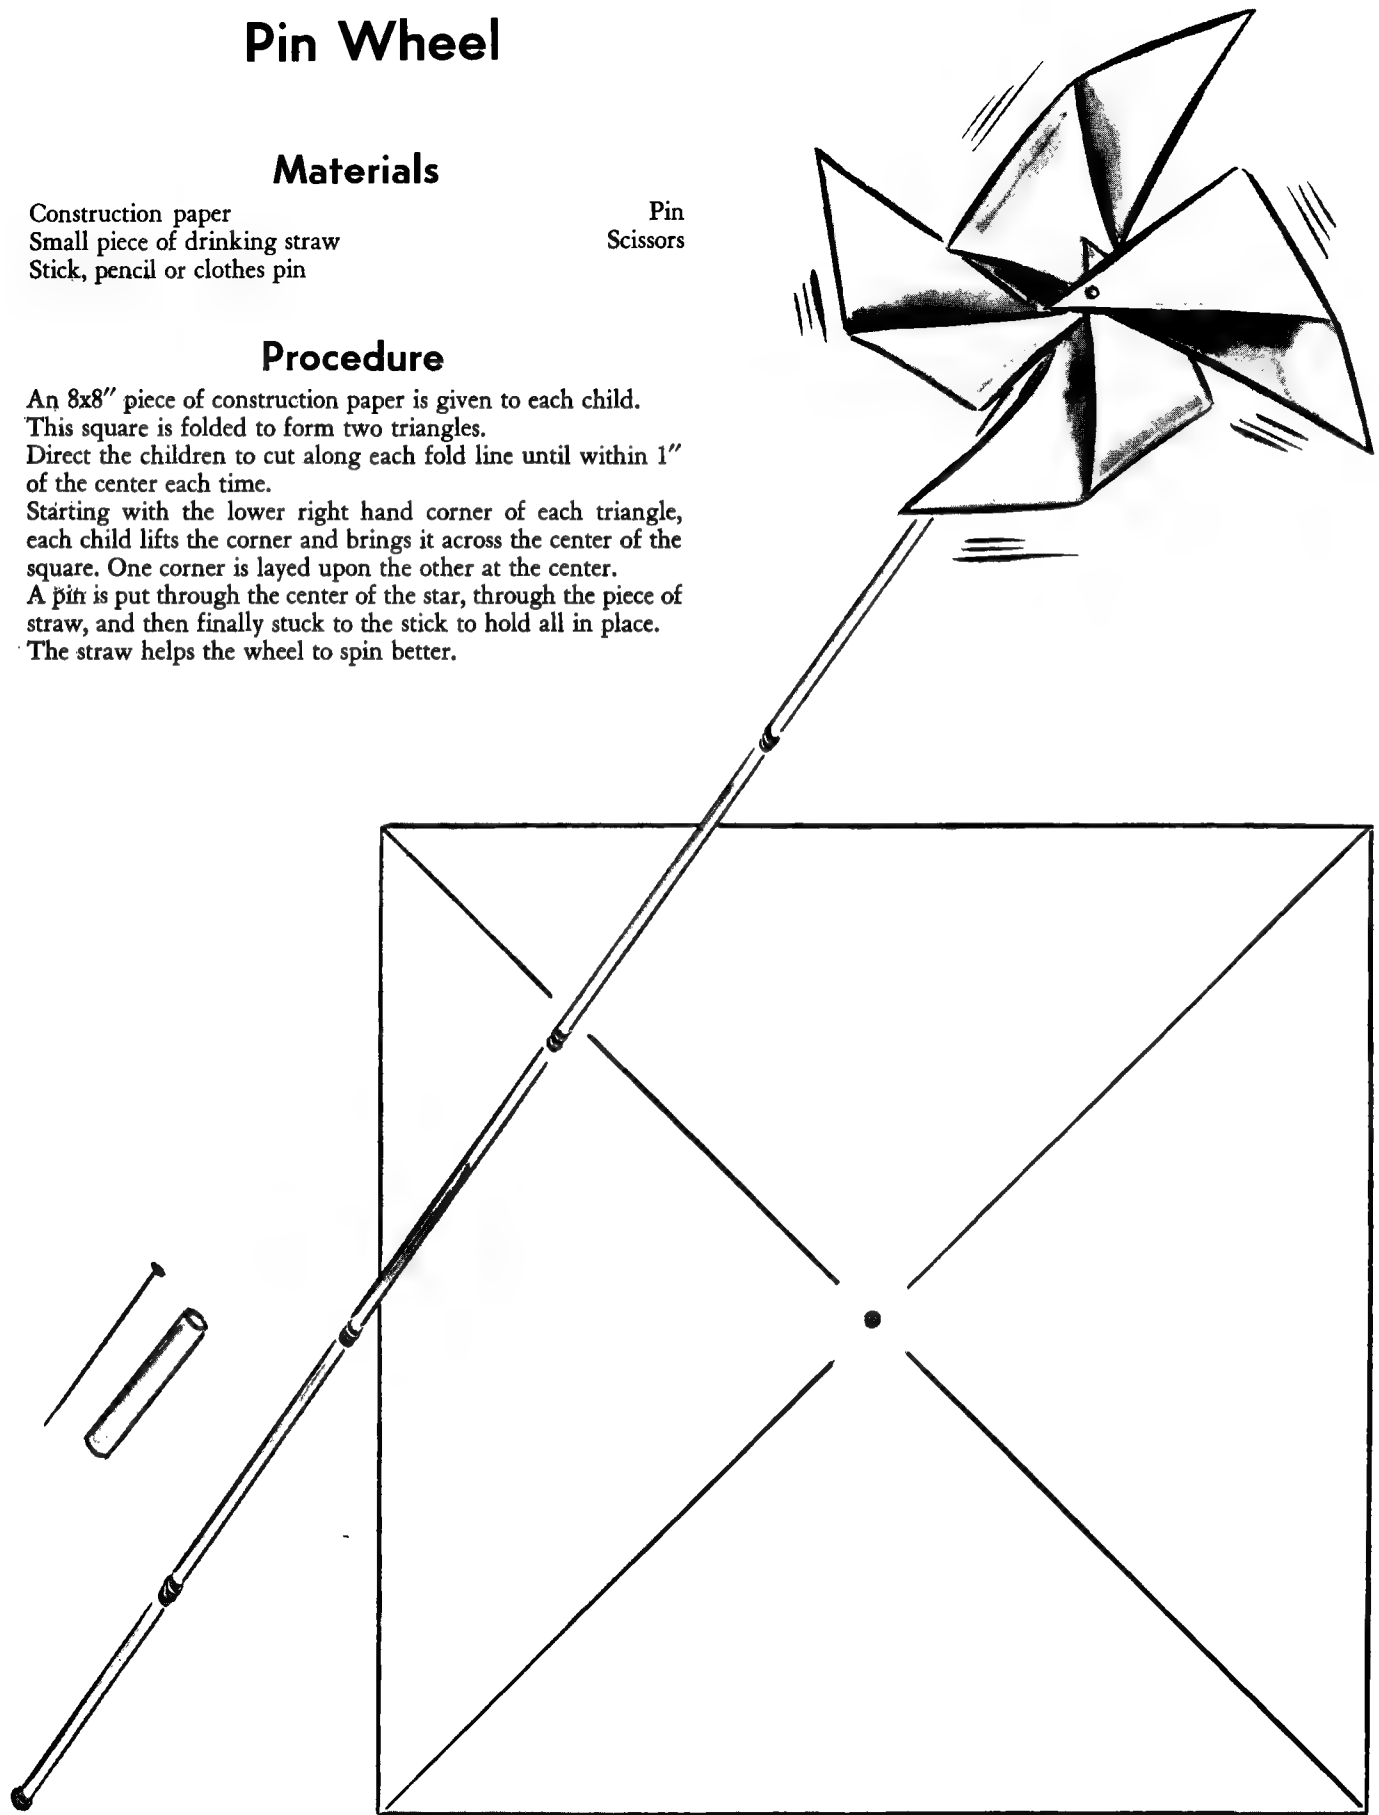 Pin Wheel
Materials
Construction paper
Small piece of drinking straw
Stick, pencil or clothes pin
Pin
Scissors
Procedure
An 8x8″ piece of construction paper is given to each child.
This square is folded to form two triangles.
Direct the children to cut along each fold line until within 1″
of the center each time.
Starting with the lower right hand corner of each triangle,
each child lifts the corner and brings it across the center of the
square. One corner is layed upon the other at the center.
A pin is put through the center of the star, through the piece of
straw, and then finally stuck to the stick to hold all in place.
The straw helps the wheel to spin better.